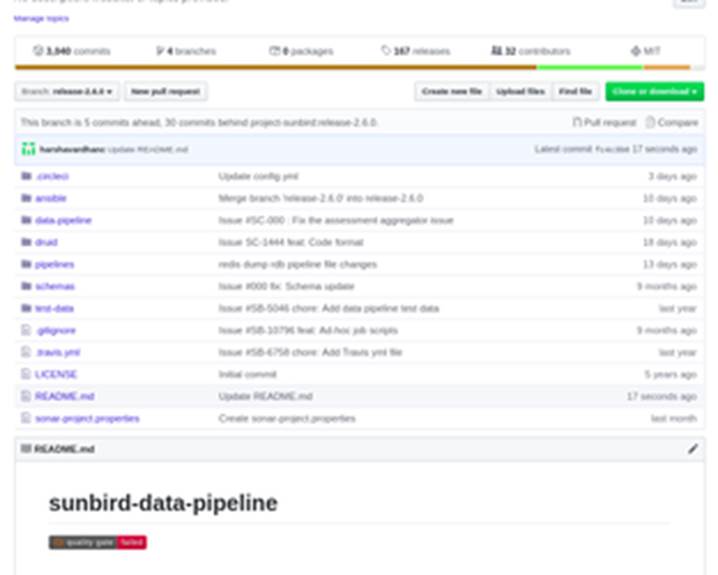 Manage topics
3,940 commits 4 branches 0 packages 167 releases 32 contributors MIT
Branch: release-2.6.0 New pull request Create new file Upload files Find file Clone or download
This branch is 5 commits ahead, 30 commits behind project-sunbird:release-2.6.0. Pull request Compare
harshavardhanc Update README.md Latest commit 17 seconds ago
.circleci Update config.yml 3 days ago
ansible Merge branch 'release-2.6.0' into release-2.6.0 10 days ago
data-pipeline Issue #SC-000 : Fix the assessment aggregator issue 10 days ago
druid Issue SC-1444 feat: Code format 18 days ago
pipelines redis dump rdb pipeline file changes 13 days ago
schemas Issue #000 fix: Schema update 9 months ago
test-data Issue #SB-5046 chore: Add data pipeline test data last year
.gitignore Issue #SB-10796 feat: Ad-hoc job scripts 9 months ago
.travis.yml Issue #SB-6758 chore: Add Travis yml file last year
LICENSE Initial commit 5 years ago
README.md Update README.md 17 seconds ago
sonar-project.properties Create sonar-project.properties last month
README.md
sunbird-data-pipeline
quality gate failed